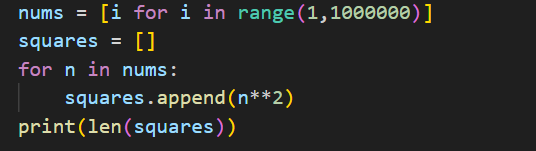 nums = [i for i in range(1,1000000)]
squares = []
for n in nums:
    squares.append(n**2)
print(len(squares))